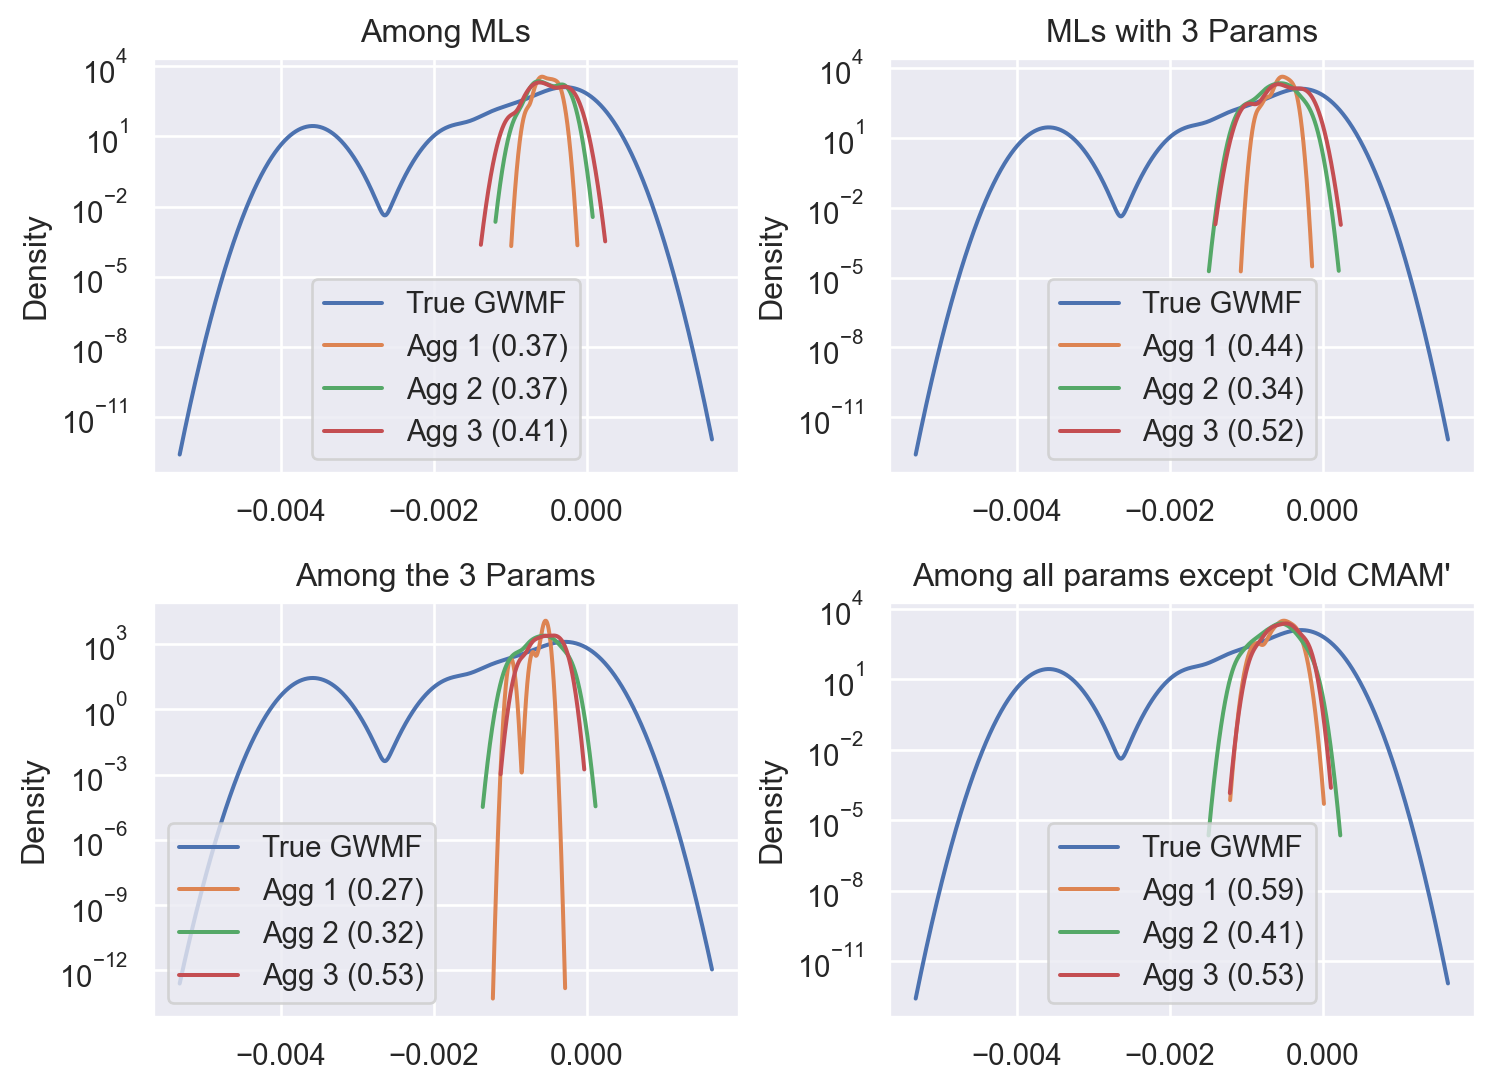 Among MLs
10^4
10^1
10^−2
10^−5
10^−8
10^−11
Density
True GWMF
Agg 1 (0.37)
Agg 2 (0.37)
Agg 3 (0.41)
−0.004
−0.002
0.000
MLs with 3 Params
10^4
10^1
10^−2
10^−5
10^−8
10^−11
Density
True GWMF
Agg 1 (0.44)
Agg 2 (0.34)
Agg 3 (0.52)
−0.004
−0.002
0.000
Among the 3 Params
10^3
10^0
10^−3
10^−6
10^−9
10^−12
Density
True GWMF
Agg 1 (0.27)
Agg 2 (0.32)
Agg 3 (0.53)
−0.004
−0.002
0.000
Among all params except 'Old CMAM'
10^4
10^1
10^−2
10^−5
10^−8
10^−11
Density
True GWMF
Agg 1 (0.59)
Agg 2 (0.41)
Agg 3 (0.53)
−0.004
−0.002
0.000